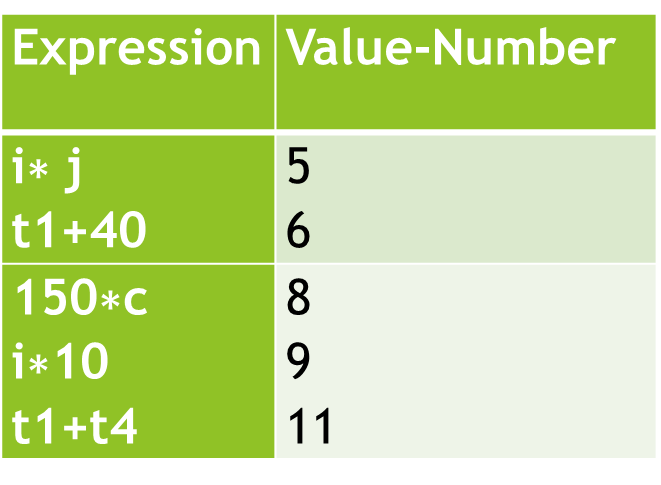 Expression Value-Number
i* j 5
t1+40 6
150*c 8
i*10 9
t1+t4 11